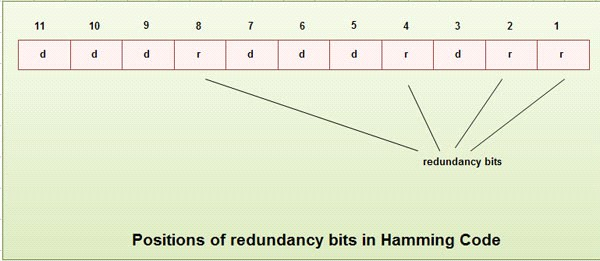 11 10 9 8 7 6 5 4 3 2 1
d d d r d d d r d r r
redundancy bits
Positions of redundancy bits in Hamming Code